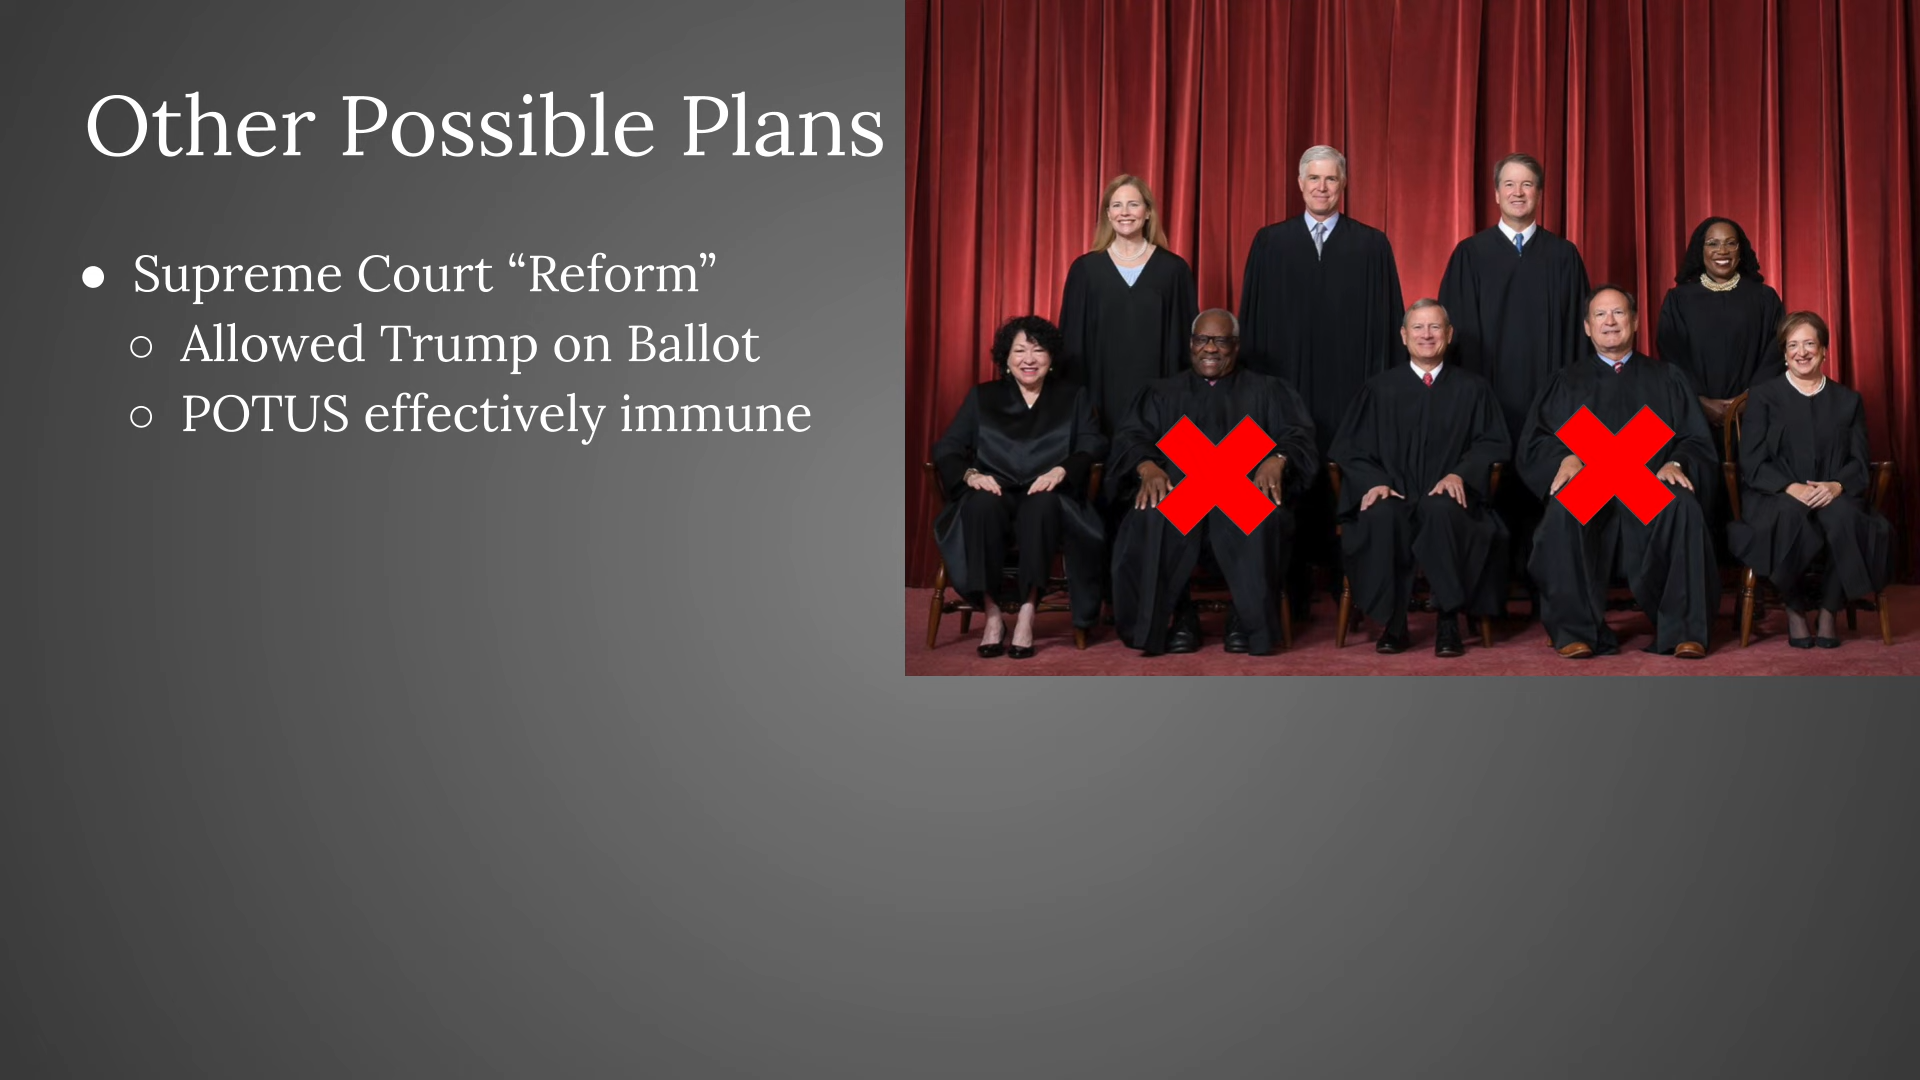 Other Possible Plans
● Supreme Court “Reform”
○ Allowed Trump on Ballot
○ POTUS effectively immune